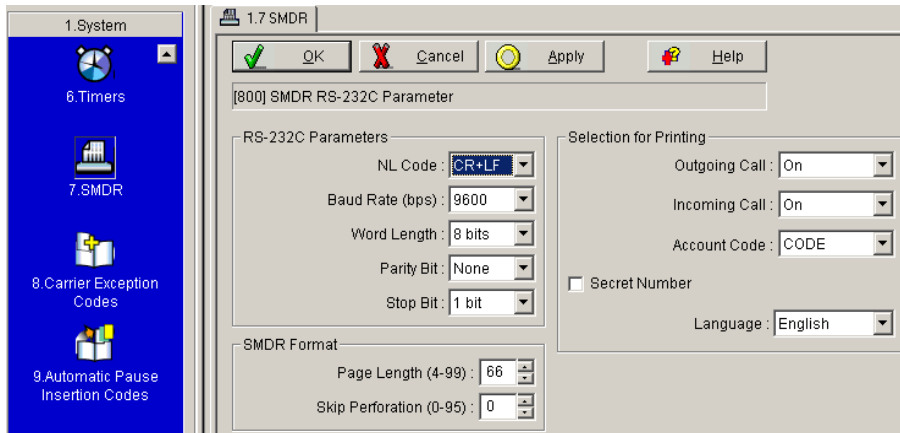 1.System
6.Timers
7.SMDR
8.Carrier Exception
Codes
9.Automatic Pause
Insertion Codes
1.7 SMDR
OK Cancel Apply Help
[800] SMDR RS-232C Parameter
RS-232C Parameters
NL Code : CR+LF
Baud Rate (bps) : 9600
Word Length : 8 bits
Parity Bit : None
Stop Bit : 1 bit
SMDR Format
Page Length (4-99) : 66
Skip Perforation (0-95) : 0
Selection for Printing
Outgoing Call : On
Incoming Call : On
Account Code : CODE
Secret Number
Language : English